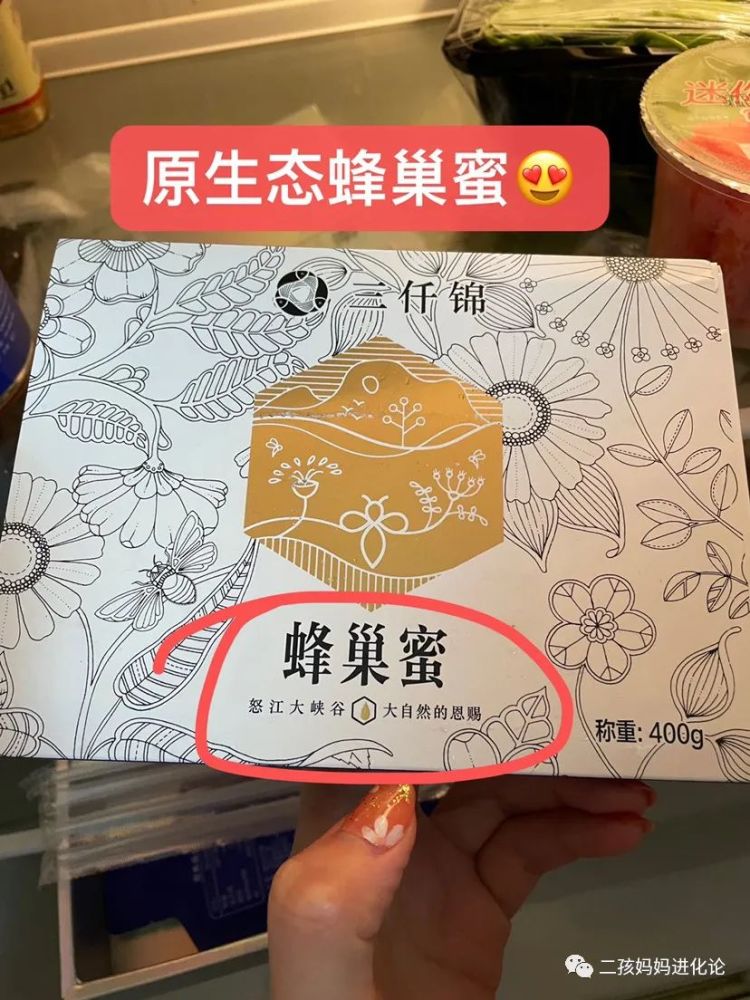 原生态蜂巢蜜
迷
三仟锦
蜂巢蜜
怒江大峡谷 大自然的恩赐
称重: 400g
二孩妈妈进化论